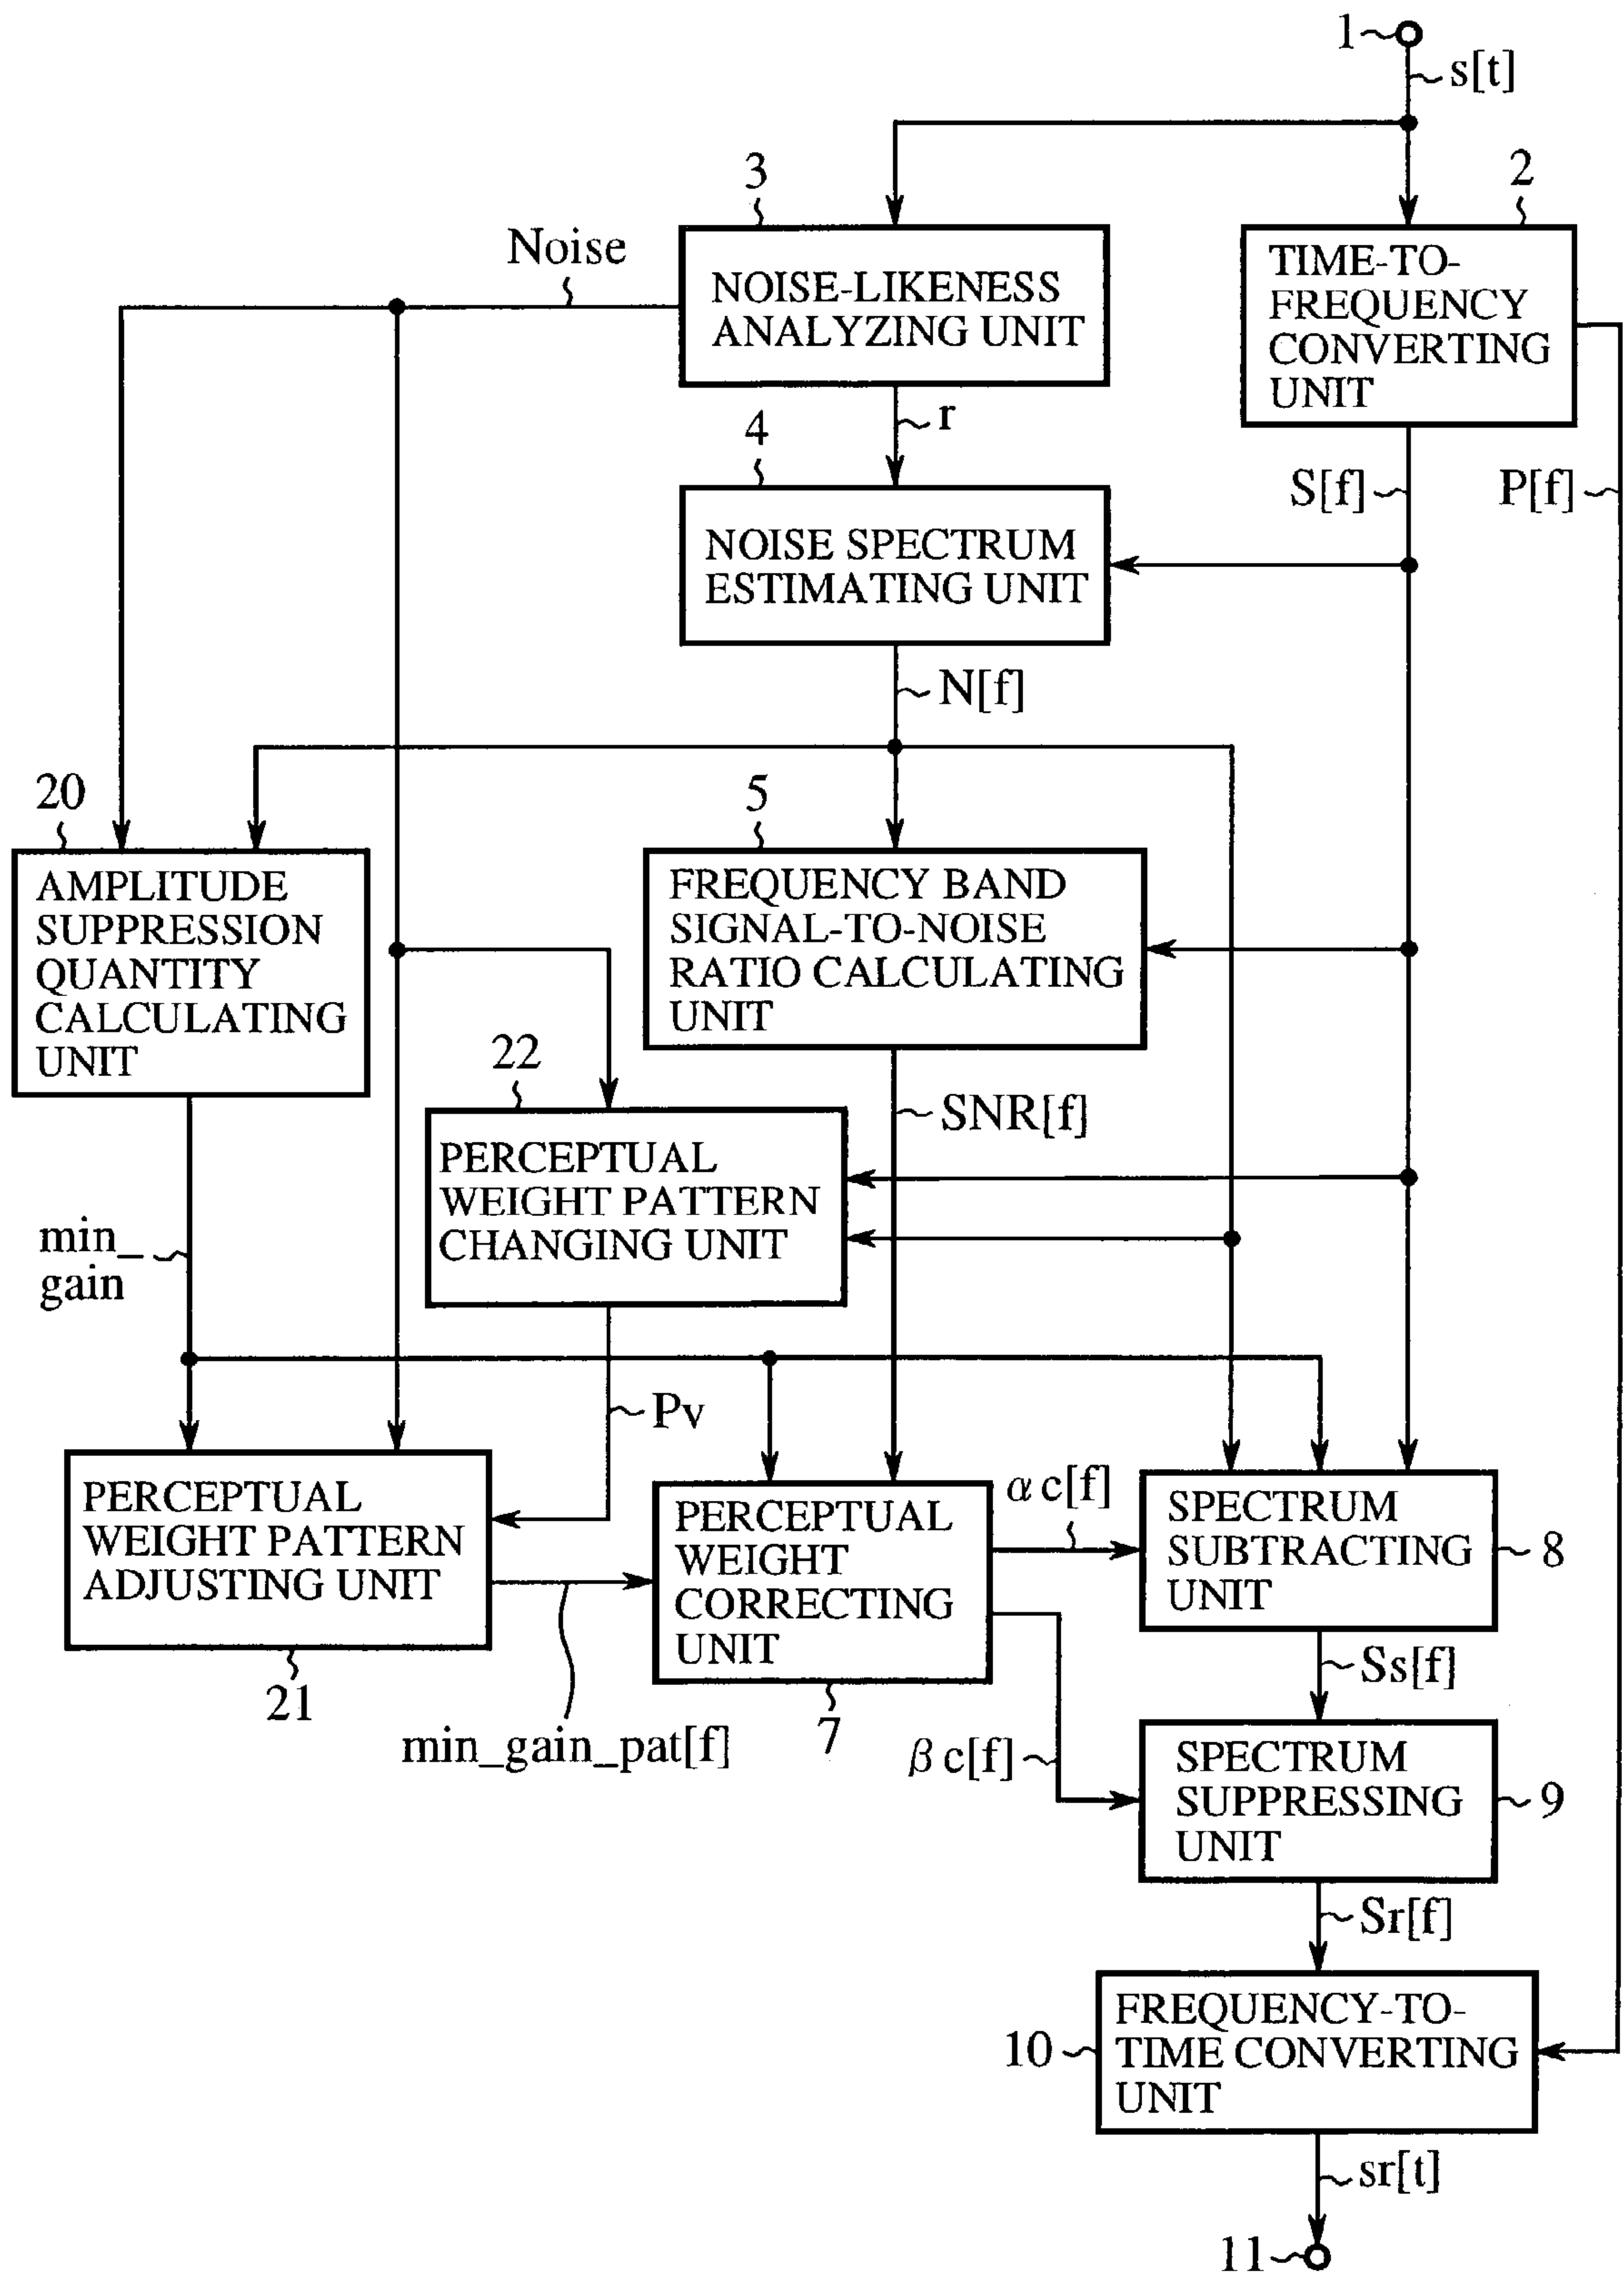 1
s[t]
3
2
Noise
NOISE-LIKENESS
ANALYZING UNIT
TIME-TO-
FREQUENCY
CONVERTING
UNIT
r
4
S[f]
P[f]
NOISE SPECTRUM
ESTIMATING UNIT
N[f]
20
5
AMPLITUDE
SUPPRESSION
QUANTITY
CALCULATING
UNIT
FREQUENCY BAND
SIGNAL-TO-NOISE
RATIO CALCULATING
UNIT
22
SNR[f]
PERCEPTUAL
WEIGHT PATTERN
CHANGING UNIT
min_
gain
Pv
PERCEPTUAL
WEIGHT PATTERN
ADJUSTING UNIT
21
min_gain_pat[f]
PERCEPTUAL
WEIGHT
CORRECTING
UNIT
7
α c[f]
β c[f]
SPECTRUM
SUBTRACTING
UNIT
8
Ss[f]
SPECTRUM
SUPPRESSING
UNIT
9
Sr[f]
FREQUENCY-TO-
TIME CONVERTING
UNIT
10
sr[t]
11